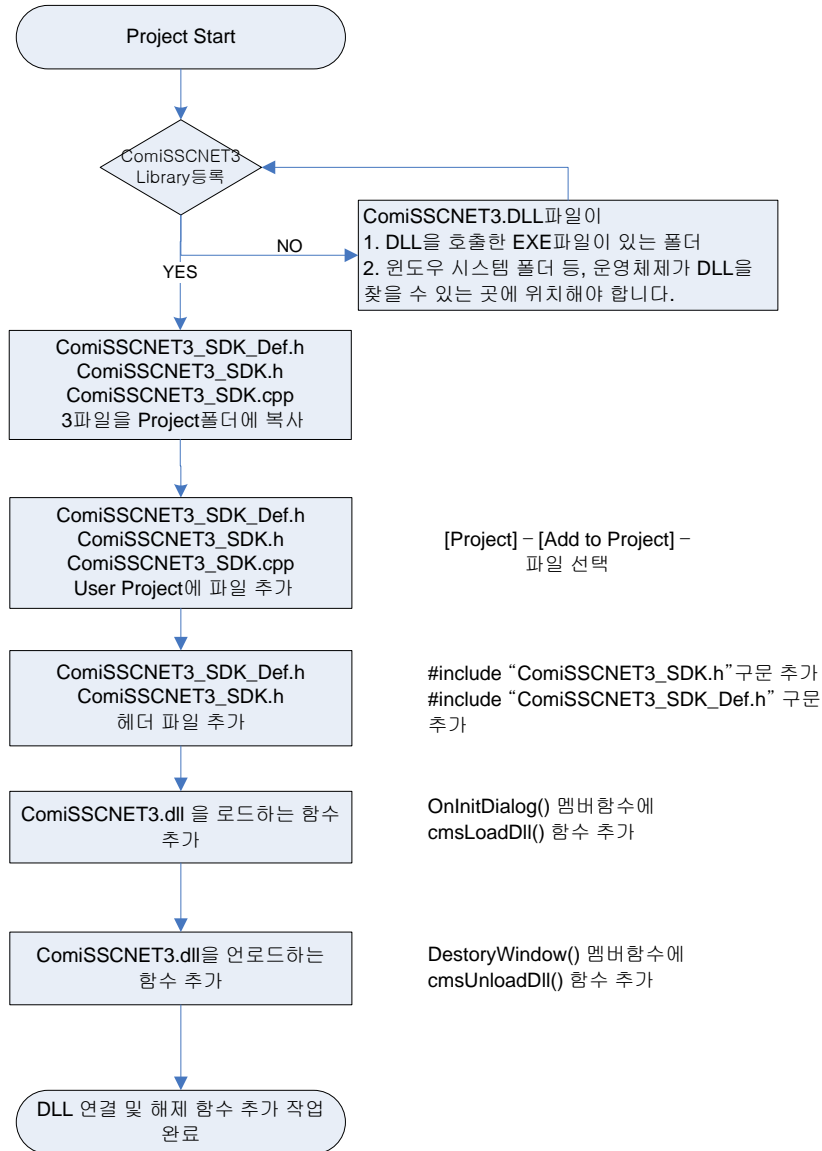 Project Start
ComiSSCNET3
Library등록
ComiSSCNET3.DLL파일이
1. DLL을 호출한 EXE파일이 있는 폴더
2. 윈도우 시스템 폴더 등, 운영체제가 DLL을
찾을 수 있는 곳에 위치해야 합니다.
NO
YES
ComiSSCNET3_SDK_Def.h
ComiSSCNET3_SDK.h
ComiSSCNET3_SDK.cpp
3파일을 Project폴더에 복사
ComiSSCNET3_SDK_Def.h
ComiSSCNET3_SDK.h
ComiSSCNET3_SDK.cpp
User Project에 파일 추가
[Project] – [Add to Project] –
파일 선택
ComiSSCNET3_SDK_Def.h
ComiSSCNET3_SDK.h
헤더 파일 추가
#include “ComiSSCNET3_SDK.h”구문 추가
#include “ComiSSCNET3_SDK_Def.h” 구문
추가
ComiSSCNET3.dll 을 로드하는 함수
추가
OnInitDialog() 멤버함수에
cmsLoadDll() 함수 추가
ComiSSCNET3.dll을 언로드하는
함수 추가
DestoryWindow() 멤버함수에
cmsUnloadDll() 함수 추가
DLL 연결 및 해제 함수 추가 작업
완료